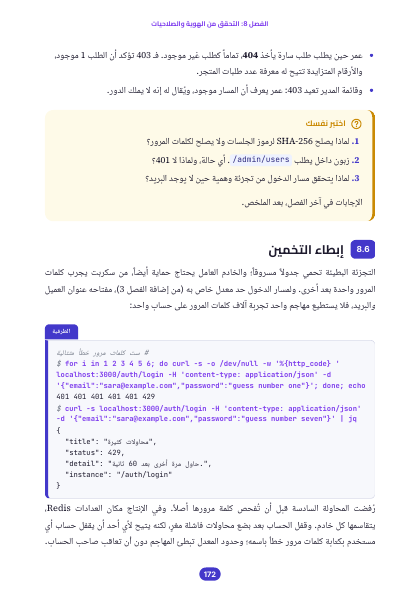 الفصل 8: التحقق من الهوية والصلاحيات
• عمر حين يطلب طلب سارة يأخذ 404، تماماً كطلب غير موجود. فـ 403 تؤكد أن الطلب 1 موجود،
والأرقام المتزايدة تتيح له معرفة عدد طلبات المتجر.
• وقائمة المدير تعيد 403: عمر يعرف أن المسار موجود، ويُقال له إنه لا يملك الدور.
اختبر نفسك
1. لماذا يصلح SHA-256 لرموز الجلسات ولا يصلح لكلمات المرور؟
2. زبون داخل يطلب /admin/users. أي حالة، ولماذا لا 401؟
3. لماذا يتحقق مسار الدخول من تجزئة وهمية حين لا يوجد البريد؟
الإجابات في آخر الفصل، بعد الملخص.
8.6 إبطاء التخمين
التجزئة البطيئة تحمي جدولاً مسروقاً؛ والخادم العامل يحتاج حماية أيضاً، من سكربت يجرب كلمات
المرور واحدة بعد أخرى. ولمسار الدخول حد معدل خاص به (من إضافة الفصل 3)، مفتاحه عنوان العميل
والبريد، فلا يستطيع مهاجم واحد تجربة آلاف كلمات المرور على حساب واحد:
الطرفية
# ست كلمات مرور خطأ متتالية
$ for i in 1 2 3 4 5 6; do curl -s -o /dev/null -w '%{http_code} '
localhost:3000/auth/login -H 'content-type: application/json' -d
'{"email":"sara@example.com","password":"guess number one"}'; done; echo
401 401 401 401 401 429
$ curl -s localhost:3000/auth/login -H 'content-type: application/json'
-d '{"email":"sara@example.com","password":"guess number seven"}' | jq
{
"title": "محاولات كثيرة",
"status": 429,
"detail": "حاول مرة أخرى بعد 60 ثانية.",
"instance": "/auth/login"
}
رُفضت المحاولة السادسة قبل أن تُفحص كلمة مرورها أصلاً. وفي الإنتاج مكان العدادات Redis،
يتقاسمها كل خادم. وقفل الحساب بعد بضع محاولات فاشلة مغرٍ، لكنه يتيح لأي أحد أن يقفل حساب أي
مستخدم بكتابة كلمات مرور خطأ باسمه؛ وحدود المعدل تبطئ المهاجم دون أن تعاقب صاحب الحساب.
172